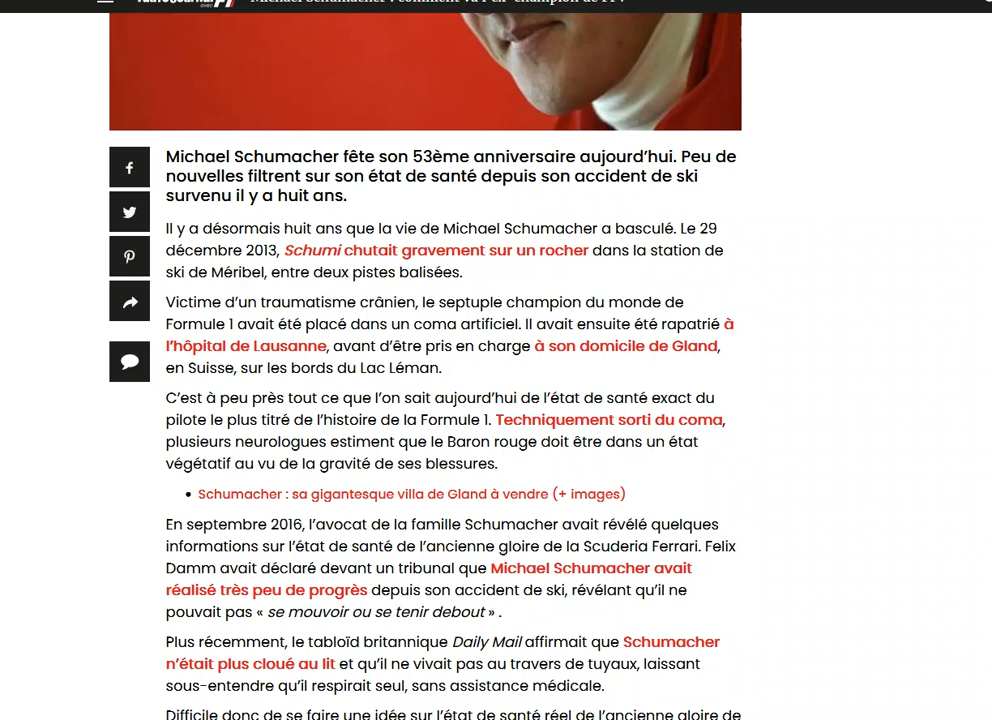 Michael Schumacher fête son 53ème anniversaire aujourd’hui. Peu de
nouvelles filtrent sur son état de santé depuis son accident de ski
survenu il y a huit ans.
Il y a désormais huit ans que la vie de Michael Schumacher a basculé. Le 29
décembre 2013, Schumi chutait gravement sur un rocher dans la station de
ski de Méribel, entre deux pistes balisées.
Victime d’un traumatisme crânien, le septuple champion du monde de
Formule 1 avait été placé dans un coma artificiel. Il avait ensuite été rapatrié à
l’hôpital de Lausanne, avant d’être pris en charge à son domicile de Gland,
en Suisse, sur les bords du Lac Léman.
C’est à peu près tout ce que l’on sait aujourd’hui de l’état de santé exact du
pilote le plus titré de l’histoire de la Formule 1. Techniquement sorti du coma,
plusieurs neurologues estiment que le Baron rouge doit être dans un état
végétatif au vu de la gravité de ses blessures.
• Schumacher : sa gigantesque villa de Gland à vendre (+ images)
En septembre 2016, l’avocat de la famille Schumacher avait révélé quelques
informations sur l’état de santé de l’ancienne gloire de la Scuderia Ferrari. Felix
Damm avait déclaré devant un tribunal que Michael Schumacher avait
réalisé très peu de progrès depuis son accident de ski, révélant qu’il ne
pouvait pas « se mouvoir ou se tenir debout » .
Plus récemment, le tabloïd britannique Daily Mail affirmait que Schumacher
n’était plus cloué au lit et qu’il ne vivait pas au travers de tuyaux, laissant
sous-entendre qu’il respirait seul, sans assistance médicale.
Difficile donc de se faire une idée sur l’état de santé réel de l’ancienne gloire de